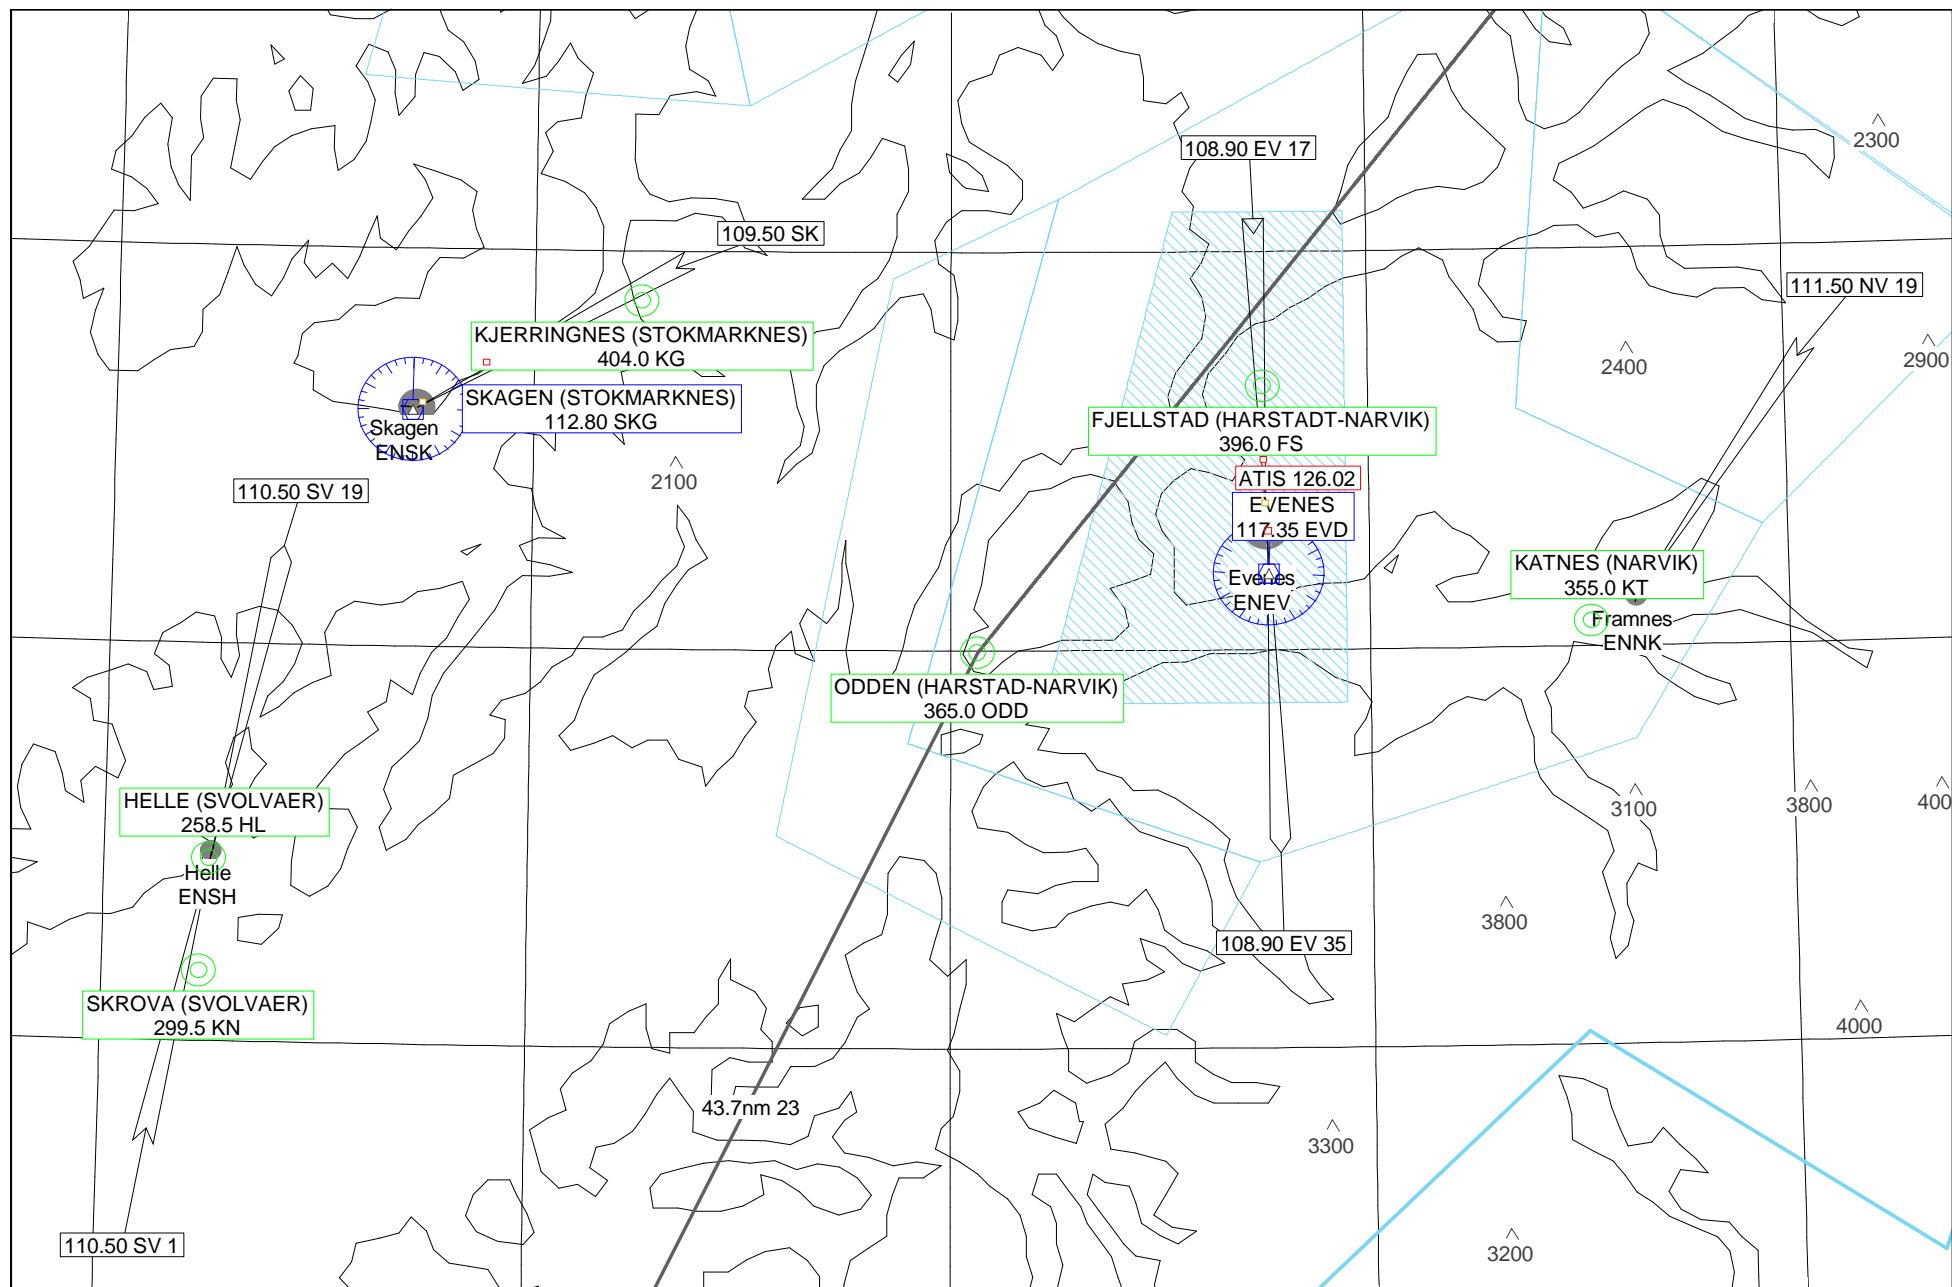 2300
108.90 EV 17
109.50 SK
111.50 NV 19
KJERRINGNES (STOKMARKNES)
404.0 KG
2400
2900
SKAGEN (STOKMARKNES)
112.80 SKG
Skagen
ENSK
FJELLSTAD (HARSTADT-NARVIK)
396.0 FS
2100
ATIS 126.02
110.50 SV 19
EVENES
117.35 EVD
Evenes
ENEV
KATNES (NARVIK)
355.0 KT
Framnes
ENNK
ODDEN (HARSTAD-NARVIK)
365.0 ODD
HELLE (SVOLVAER)
258.5 HL
3100
3800
400
Helle
ENSH
3800
108.90 EV 35
SKROVA (SVOLVAER)
299.5 KN
4000
43.7nm 23
3300
110.50 SV 1
3200